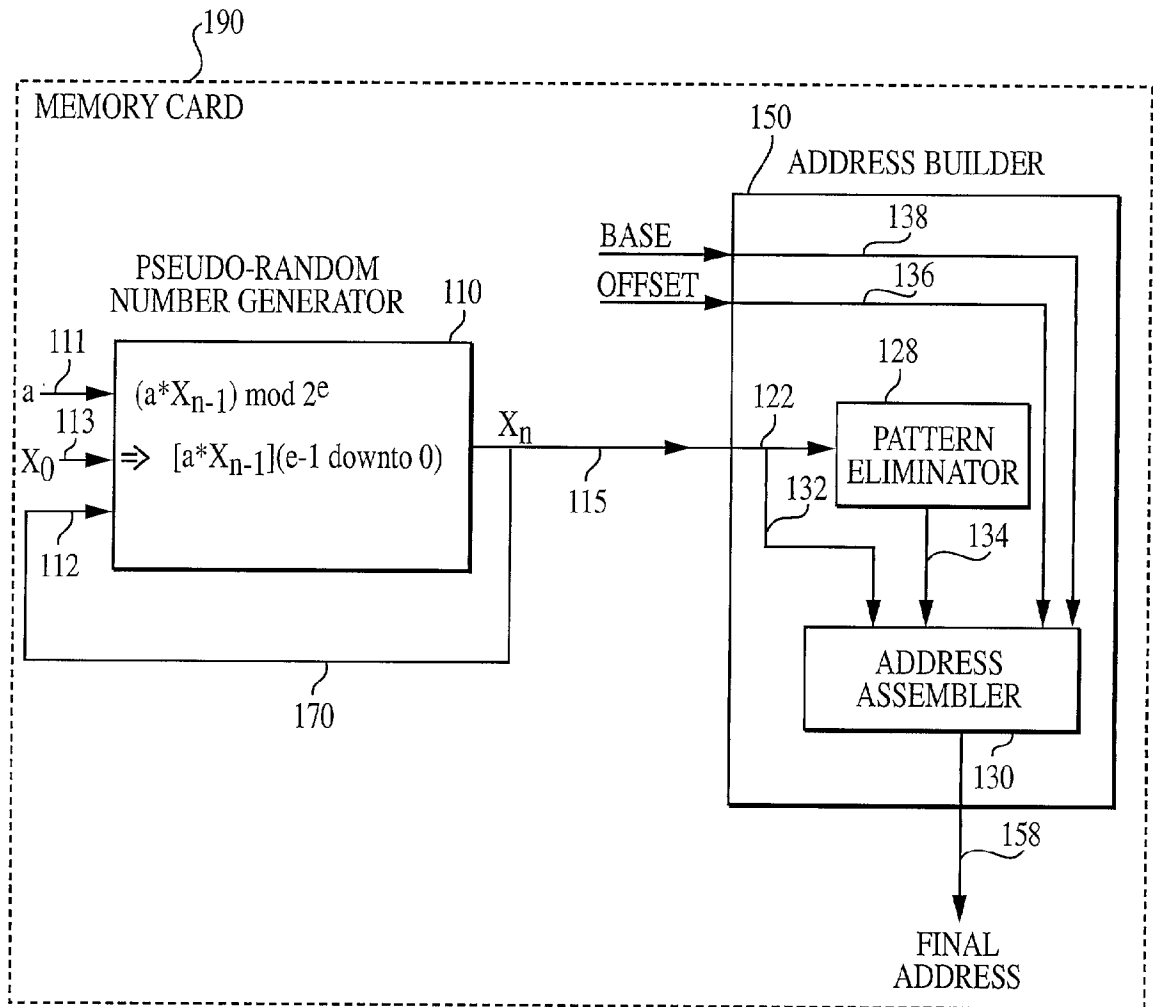 190
MEMORY CARD
150
ADDRESS BUILDER
BASE
138
OFFSET
136
PSEUDO-RANDOM
NUMBER GENERATOR
110
a
111
(a*Xn-1) mod 2e
X0
113
⇒ [a*Xn-1](e-1 downto 0)
112
Xn
115
122
128
PATTERN
ELIMINATOR
132
134
ADDRESS
ASSEMBLER
170
130
158
FINAL
ADDRESS